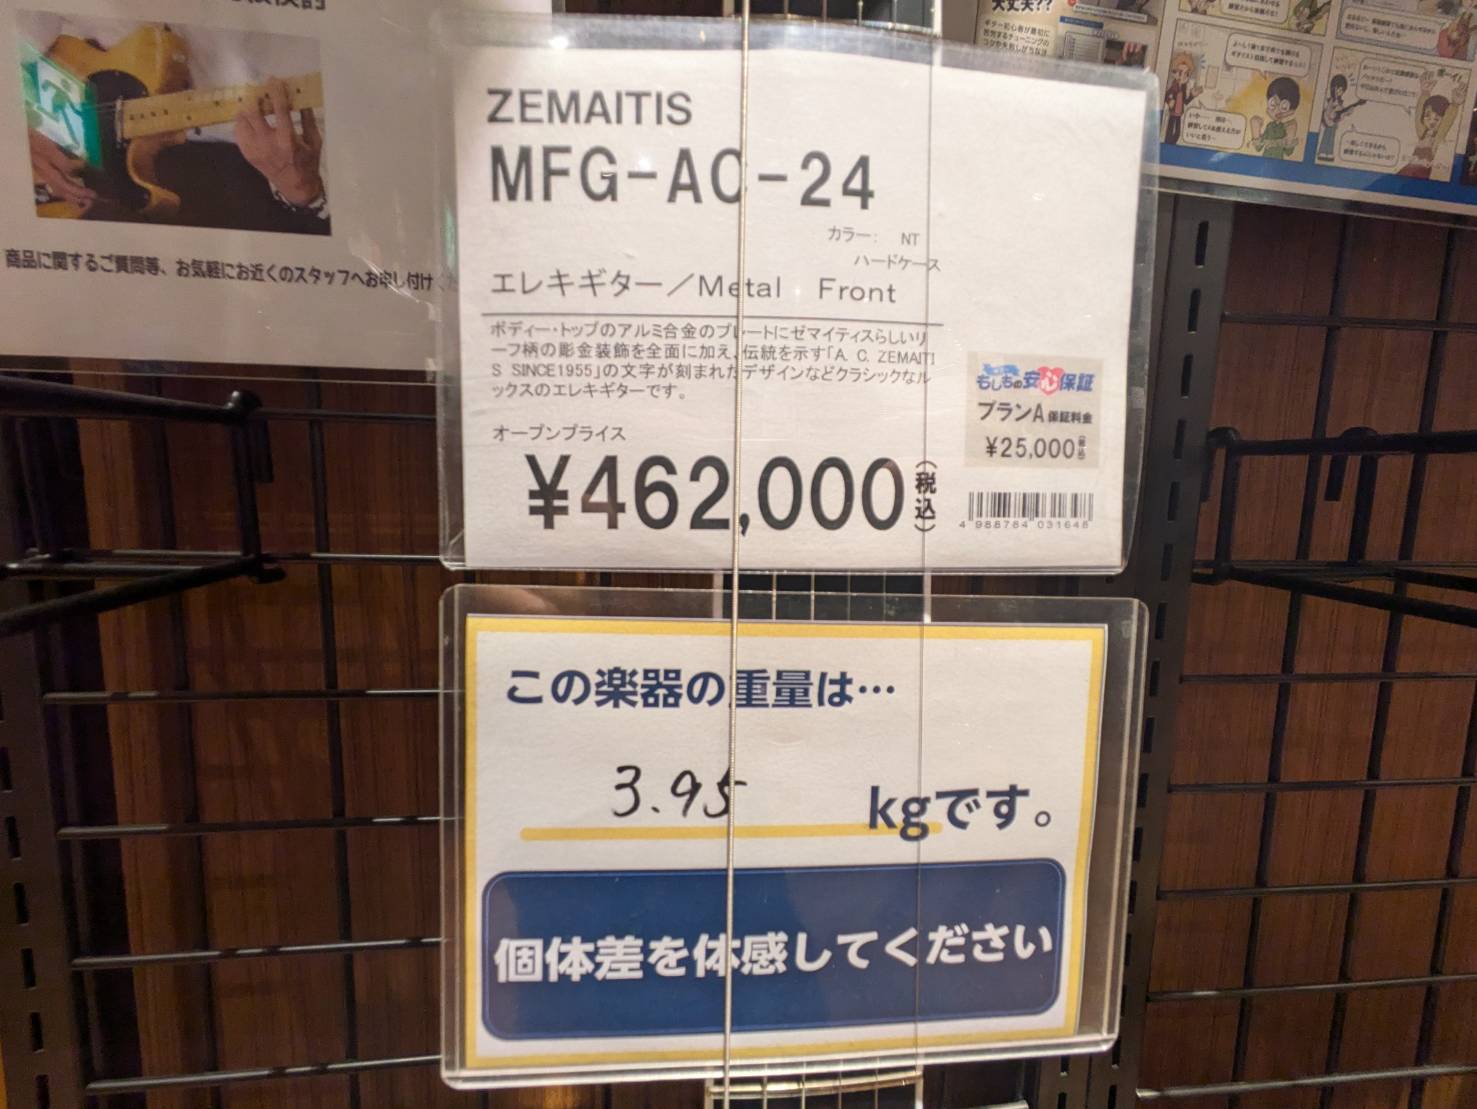 商品に関するご質問等、お気軽にお近くのスタッフへお申し付けく
ZEMAITIS
MFG-AC-24
カラー: NT
ハードケース
エレキギター／Metal Front
ボディー・トップのアルミ合金のプレートにゼマイティスらしいリ
ーフ柄の彫金装飾を全面に加え、伝統を示す「A. C. ZEMAITI
S SINCE1955」の文字が刻まれたデザインなどクラシックなル
ックスのエレキギターです。
オープンプライス
¥462,000(税込)
もしもの安心保証
プランA 保証料金
¥25,000(税込)
4 988784 031648
この楽器の重量は…
3.95 kgです。
個体差を体感してください
大丈夫??